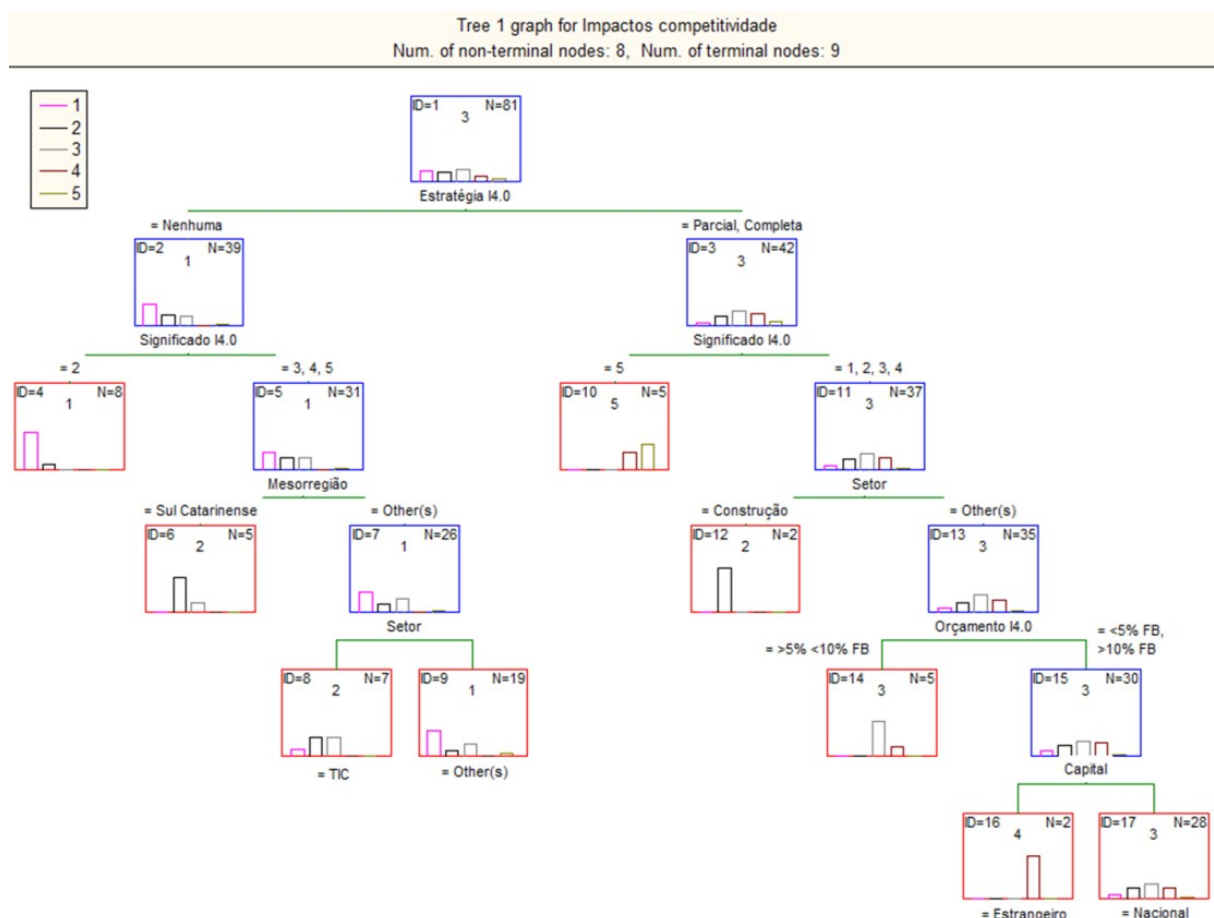 Tree 1 graph for Impactos competitividade
Num. of non-terminal nodes: 8, Num. of terminal nodes: 9
1
2
3
4
5
ID=1 N=81
3
Estratégia I4.0
= Nenhuma
= Parcial, Completa
ID=2 N=39
1
Significado I4.0
ID=3 N=42
3
Significado I4.0
= 2
= 3, 4, 5
= 5
= 1, 2, 3, 4
ID=4 N=8
1
ID=5 N=31
1
Mesorregião
ID=10 N=5
5
ID=11 N=37
3
Setor
= Sul Catarinense
= Other(s)
= Construção
= Other(s)
ID=6 N=5
2
ID=7 N=26
1
Setor
ID=12 N=2
2
ID=13 N=35
3
Orçamento I4.0
= >5% <10% FB
= <5% FB,
>10% FB
ID=8 N=7
2
= TIC
ID=9 N=19
1
= Other(s)
ID=14 N=5
3
ID=15 N=30
3
Capital
ID=16 N=2
4
= Estrangeiro
ID=17 N=28
3
= Nacional